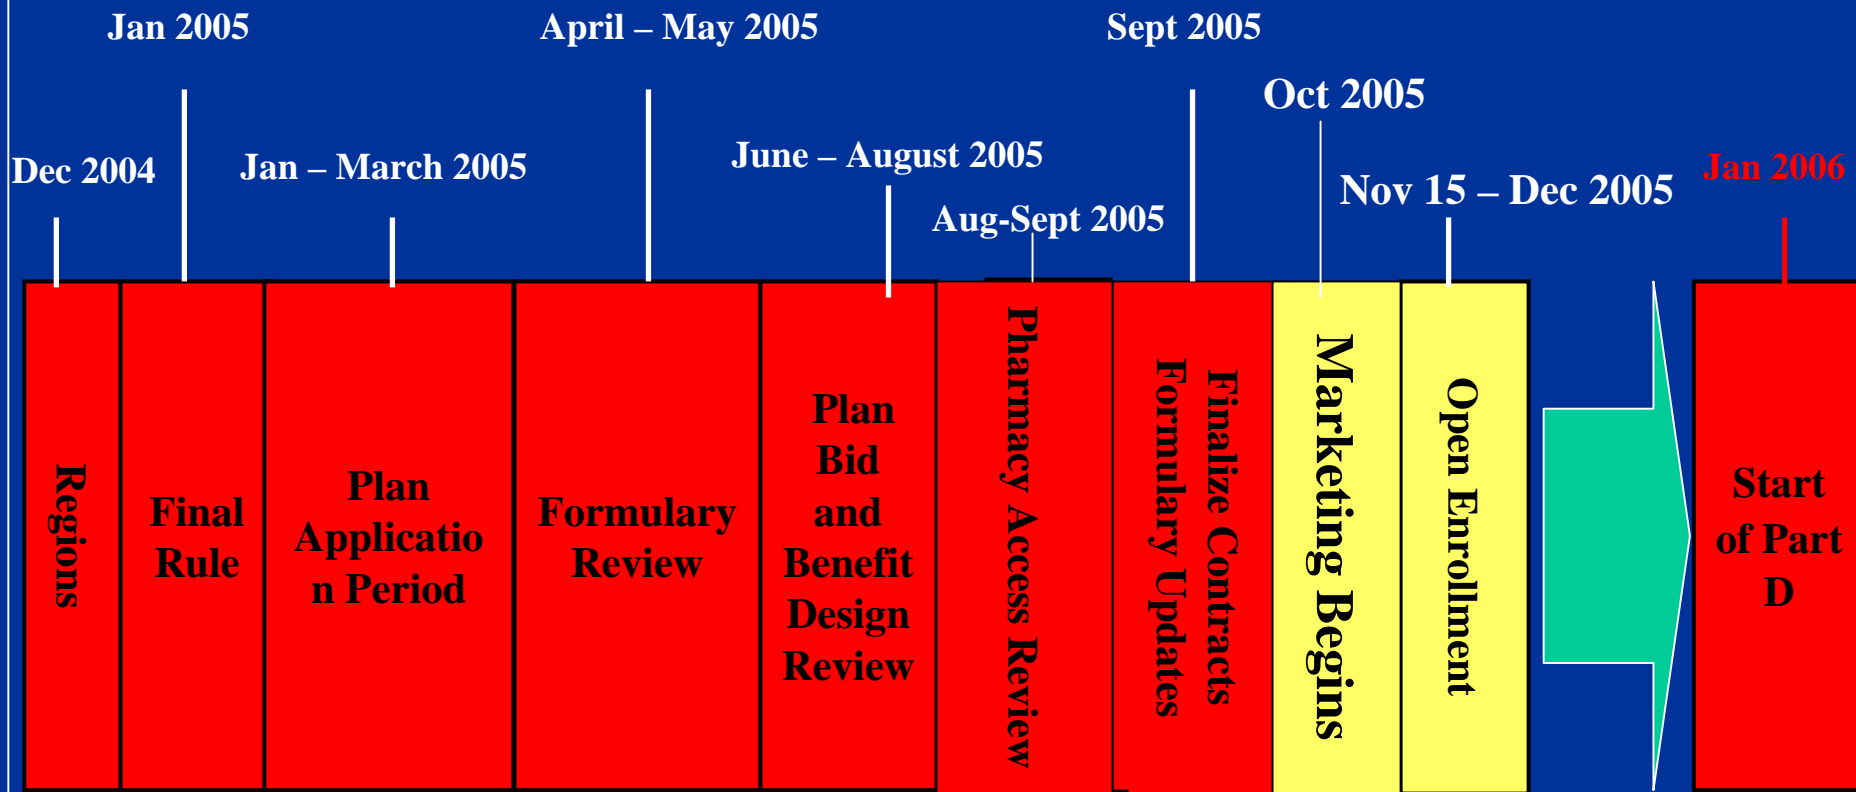 Jan 2005
April – May 2005
Sept 2005
Oct 2005
Dec 2004
Jan – March 2005
June – August 2005
Aug-Sept 2005
Nov 15 – Dec 2005
Jan 2006
Regions
Final
Rule
Plan
Applicatio
n Period
Formulary
Review
Plan
Bid
and
Benefit
Design
Review
Pharmacy Access Review
Finalize Contracts
Formulary Updates
Marketing Begins
Open Enrollment
Start
of Part
D